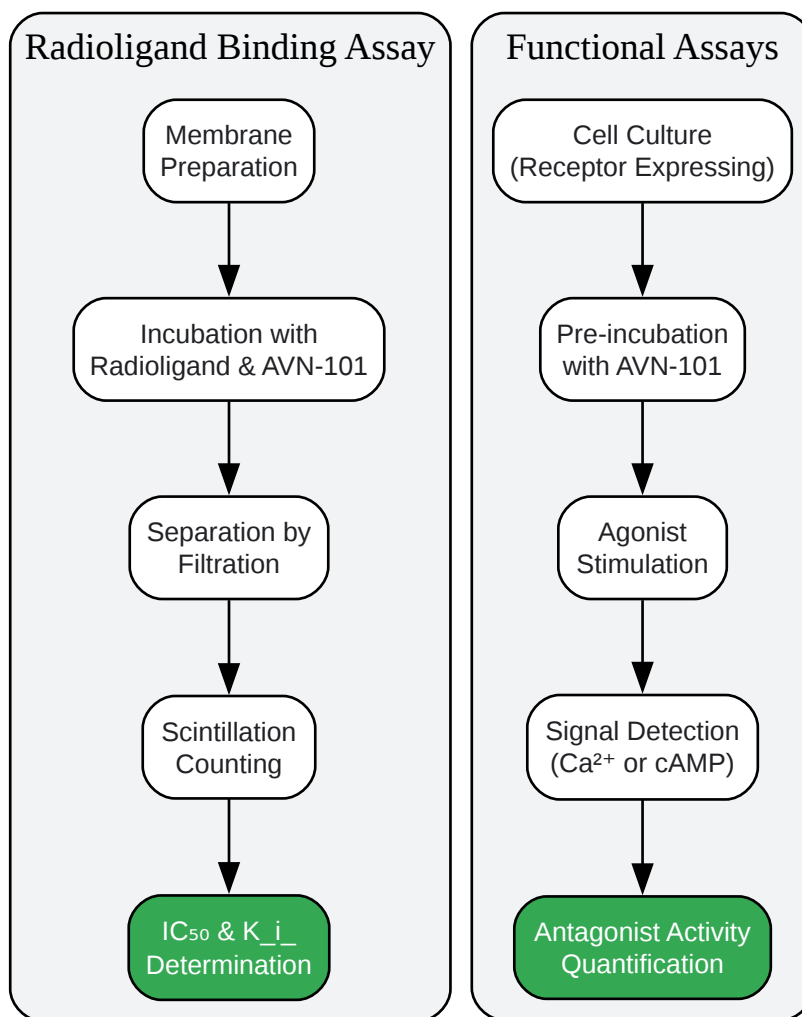 Radioligand Binding Assay
Membrane
Preparation
Incubation with
Radioligand & AVN-101
Separation by
Filtration
Scintillation
Counting
IC₅₀ & K_i_
Determination
Functional Assays
Cell Culture
(Receptor Expressing)
Pre-incubation
with AVN-101
Agonist
Stimulation
Signal Detection
(Ca²⁺ or cAMP)
Antagonist Activity
Quantification